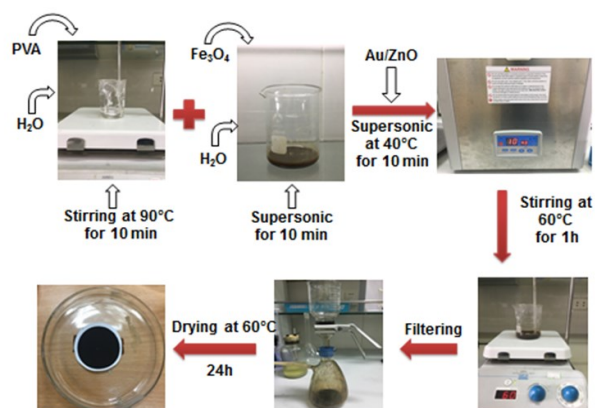 PVA
H₂O
Stirring at 90°C
for 10 min
Fe₃O₄
H₂O
Supersonic
for 10 min
Au/ZnO
Supersonic
at 40°C
for 10 min
Stirring at
60°C
for 1h
Filtering
60
Drying at 60°C
24h